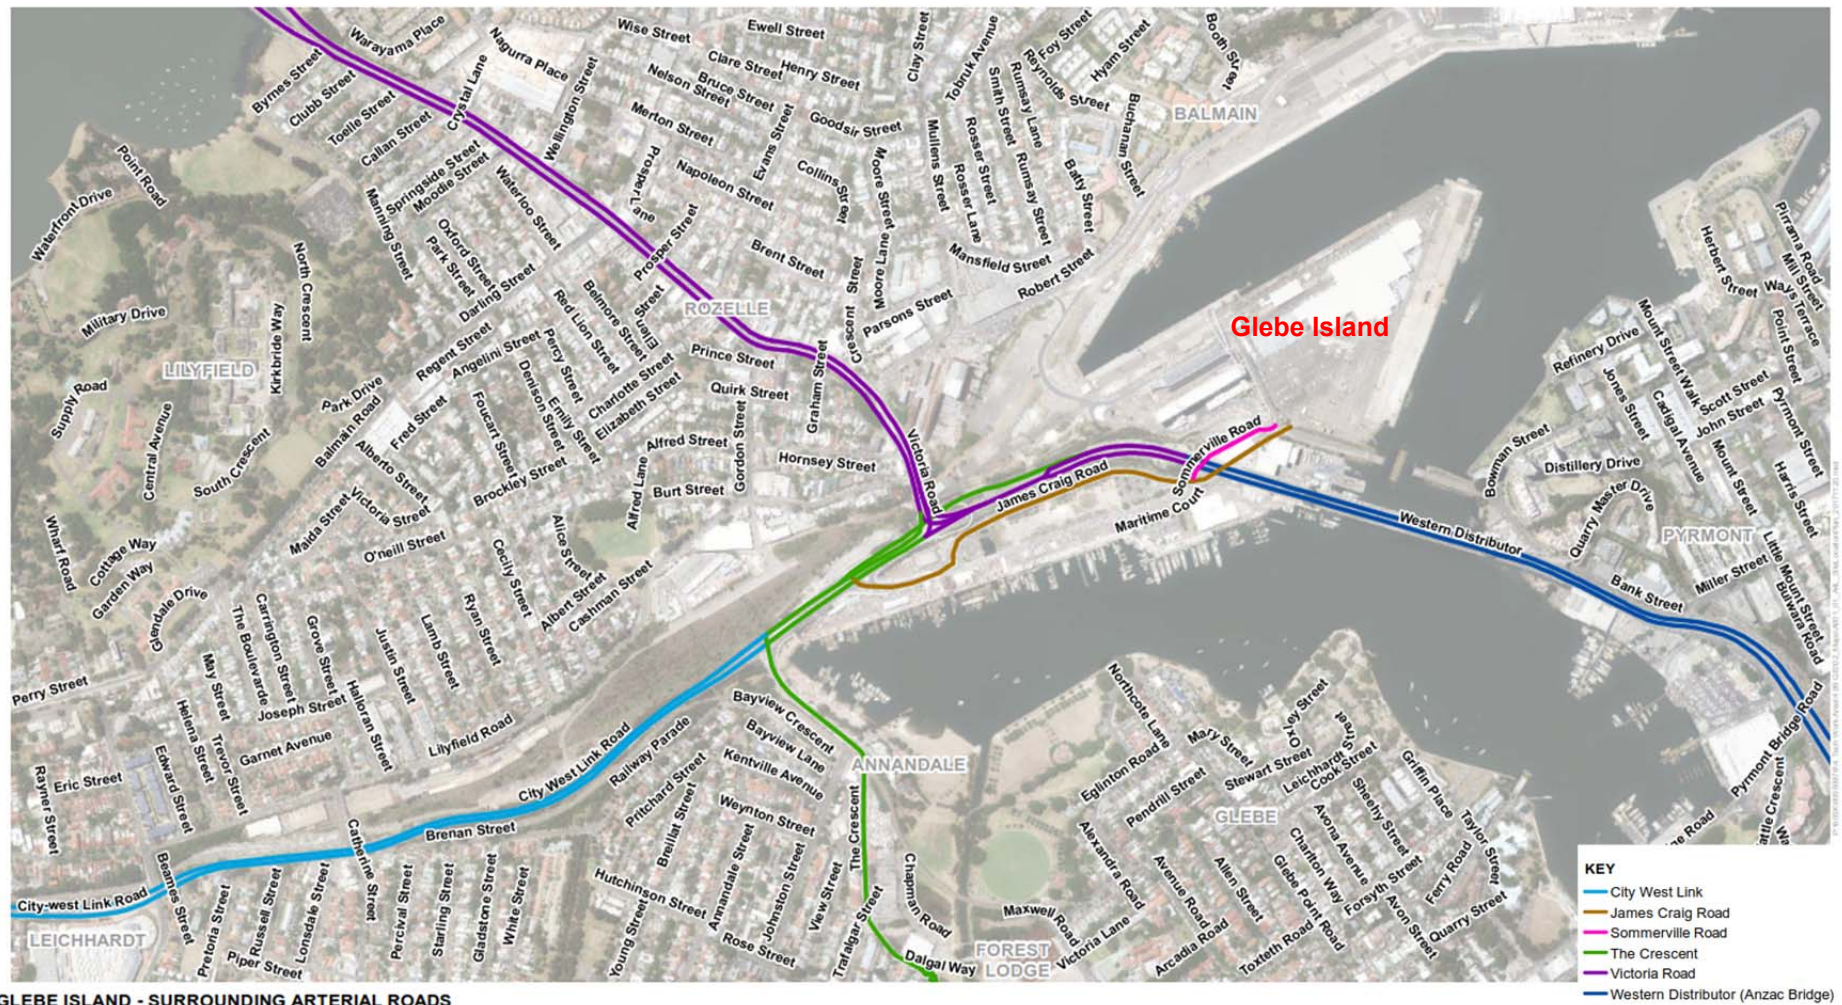 Warayama Place
Nagurra Place
Wise Street
Ewell Street
Clay Street
Tobruk Avenue
Foy Street
Hyam Street
Booth Street
Byrnes Street
Clubb Street
Toelle Street
Callan Street
Crystal Lane
Wellington Street
Nelson Street
Bruce Street
Clare Street
Henry Street
Merton Street
Evans Street
Goodsir Street
Smith Street
Rumsay Lane
Reynolds Street
Buchanan Street
BALMAIN
Point Road
Waterfront Drive
Springside Street
Moodie Street
Manning Street
Waterloo Street
Prosper Lane
Napoleon Street
Collins Street
Moore Street
Mullens Street
Rosser Street
Rosser Lane
Rumsay Street
Batty Street
Pirrama Road
Mill Street
Herbert Street
Ways Terrace
Point Street
North Crescent
Oxford Street
Park Street
Darling Street
Prosper Street
Brent Street
Moore Lane
Mansfield Street
Robert Street
Military Drive
Kirkbride Way
Red Lion Street
Belmore Street
Ellen Street
ROZELLE
Crescent Street
Parsons Street
Glebe Island
Refinery Drive
Mount Street Walk
LILYFIELD
Regent Street
Angelini Street
Percy Street
Prince Street
Graham Street
Jones Street
Cadigal Avenue
Scott Street
John Street
Pyrmont Street
Supply Road
Central Avenue
South Crescent
Park Drive
Balmain Road
Fred Street
Foucart Street
Denison Street
Emily Street
Charlotte Street
Elizabeth Street
Quirk Street
Gordon Street
Alfred Street
Hornsey Street
Victoria Road
Sommerville Road
James Craig Road
Bowman Street
Distillery Drive
Mount Street
Harris Street
Alberto Street
Brockley Street
Alfred Lane
Burt Street
Maritime Court
Quarry Master Drive
Wharf Road
Cottage Way
Garden Way
Maida Street
Victoria Street
O'neill Street
Cecily Street
Alice Street
Western Distributor
PYRMONT
Little Mount Street
Miller Street
Bulwara Road
Glendale Drive
Albert Street
Cashman Street
Bank Street
Perry Street
May Street
The Boulevarde
Carrington Street
Grove Street
Justin Street
Lamb Street
Ryan Street
Joseph Street
Halloran Street
Helena Street
Trevor Street
Garnet Avenue
Lilyfield Road
Bayview Crescent
Bayview Lane
Northcote Lane
Mary Street
Oxley Street
Leichhardt Street
Pyrmont Bridge Road
Rayner Street
Eric Street
Edward Street
City West Link Road
Railway Parade
Pritchard Street
Kentville Avenue
ANNANDALE
Eglinton Road
Pendrill Street
Stewart Street
Cook Street
Griffin Place
Catherine Street
Brenan Street
Breillat Street
Weynton Street
The Crescent
GLEBE
Sheehy Street
Taylor Street
City-west Link Road
Beames Street
Pretoria Street
Russell Street
Lonsdale Street
Percival Street
Starling Street
Gladstone Street
White Street
Hutchinson Street
Young Street
Annandale Street
Johnston Street
View Street
Trafalgar Street
Chapman Road
Alexandra Road
Avenue Road
Allen Street
Charlton Way
Avona Avenue
Glebe Point Road
Forsyth Street
Ferry Road
Avon Street
Quarry Street
LEICHHARDT
Piper Street
Rose Street
Dalgal Way
Maxwell Road
FOREST
LODGE
Victoria Lane
Arcadia Road
Toxteth Road
KEY
City West Link
James Craig Road
Sommerville Road
The Crescent
Victoria Road
Western Distributor (Anzac Bridge)
GLEBE ISLAND - SURROUNDING ARTERIAL ROADS